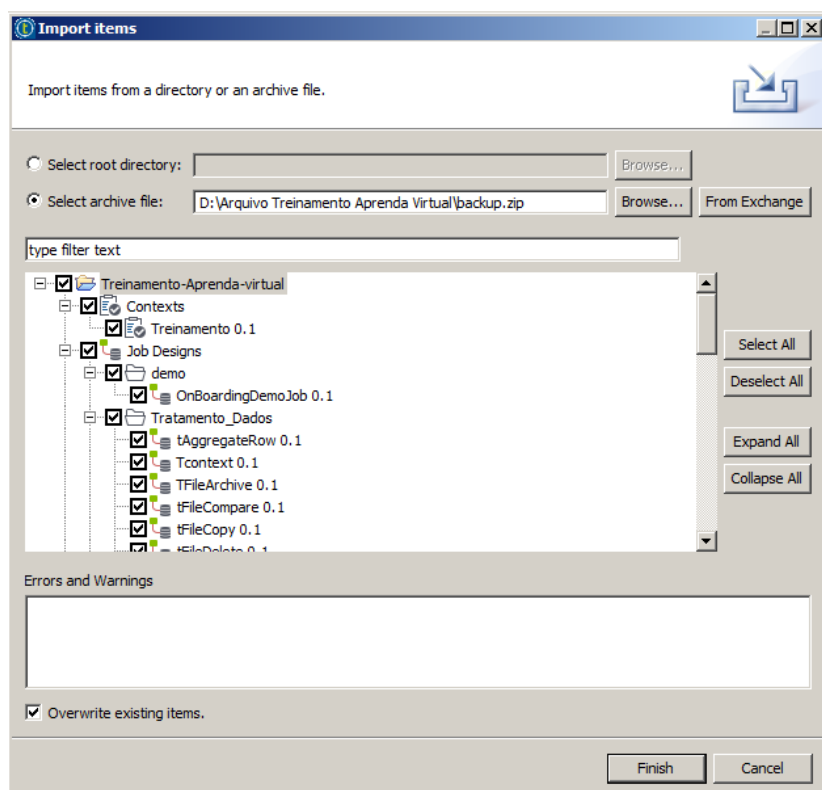 Import items
Import items from a directory or an archive file.
Select root directory: Browse...
Select archive file: D:\Arquivo Treinamento Aprenda Virtual\backup.zip Browse... From Exchange
type filter text
Treinamento-Aprenda-virtual
Contexts
Treinamento 0.1
Job Designs
demo
OnBoardingDemoJob 0.1
Tratamento_Dados
tAggregateRow 0.1
Tcontext 0.1
TFileArchive 0.1
tFileCompare 0.1
tFileCopy 0.1
tFileDelete 0.1
Select All
Deselect All
Expand All
Collapse All
Errors and Warnings
Overwrite existing items.
Finish Cancel